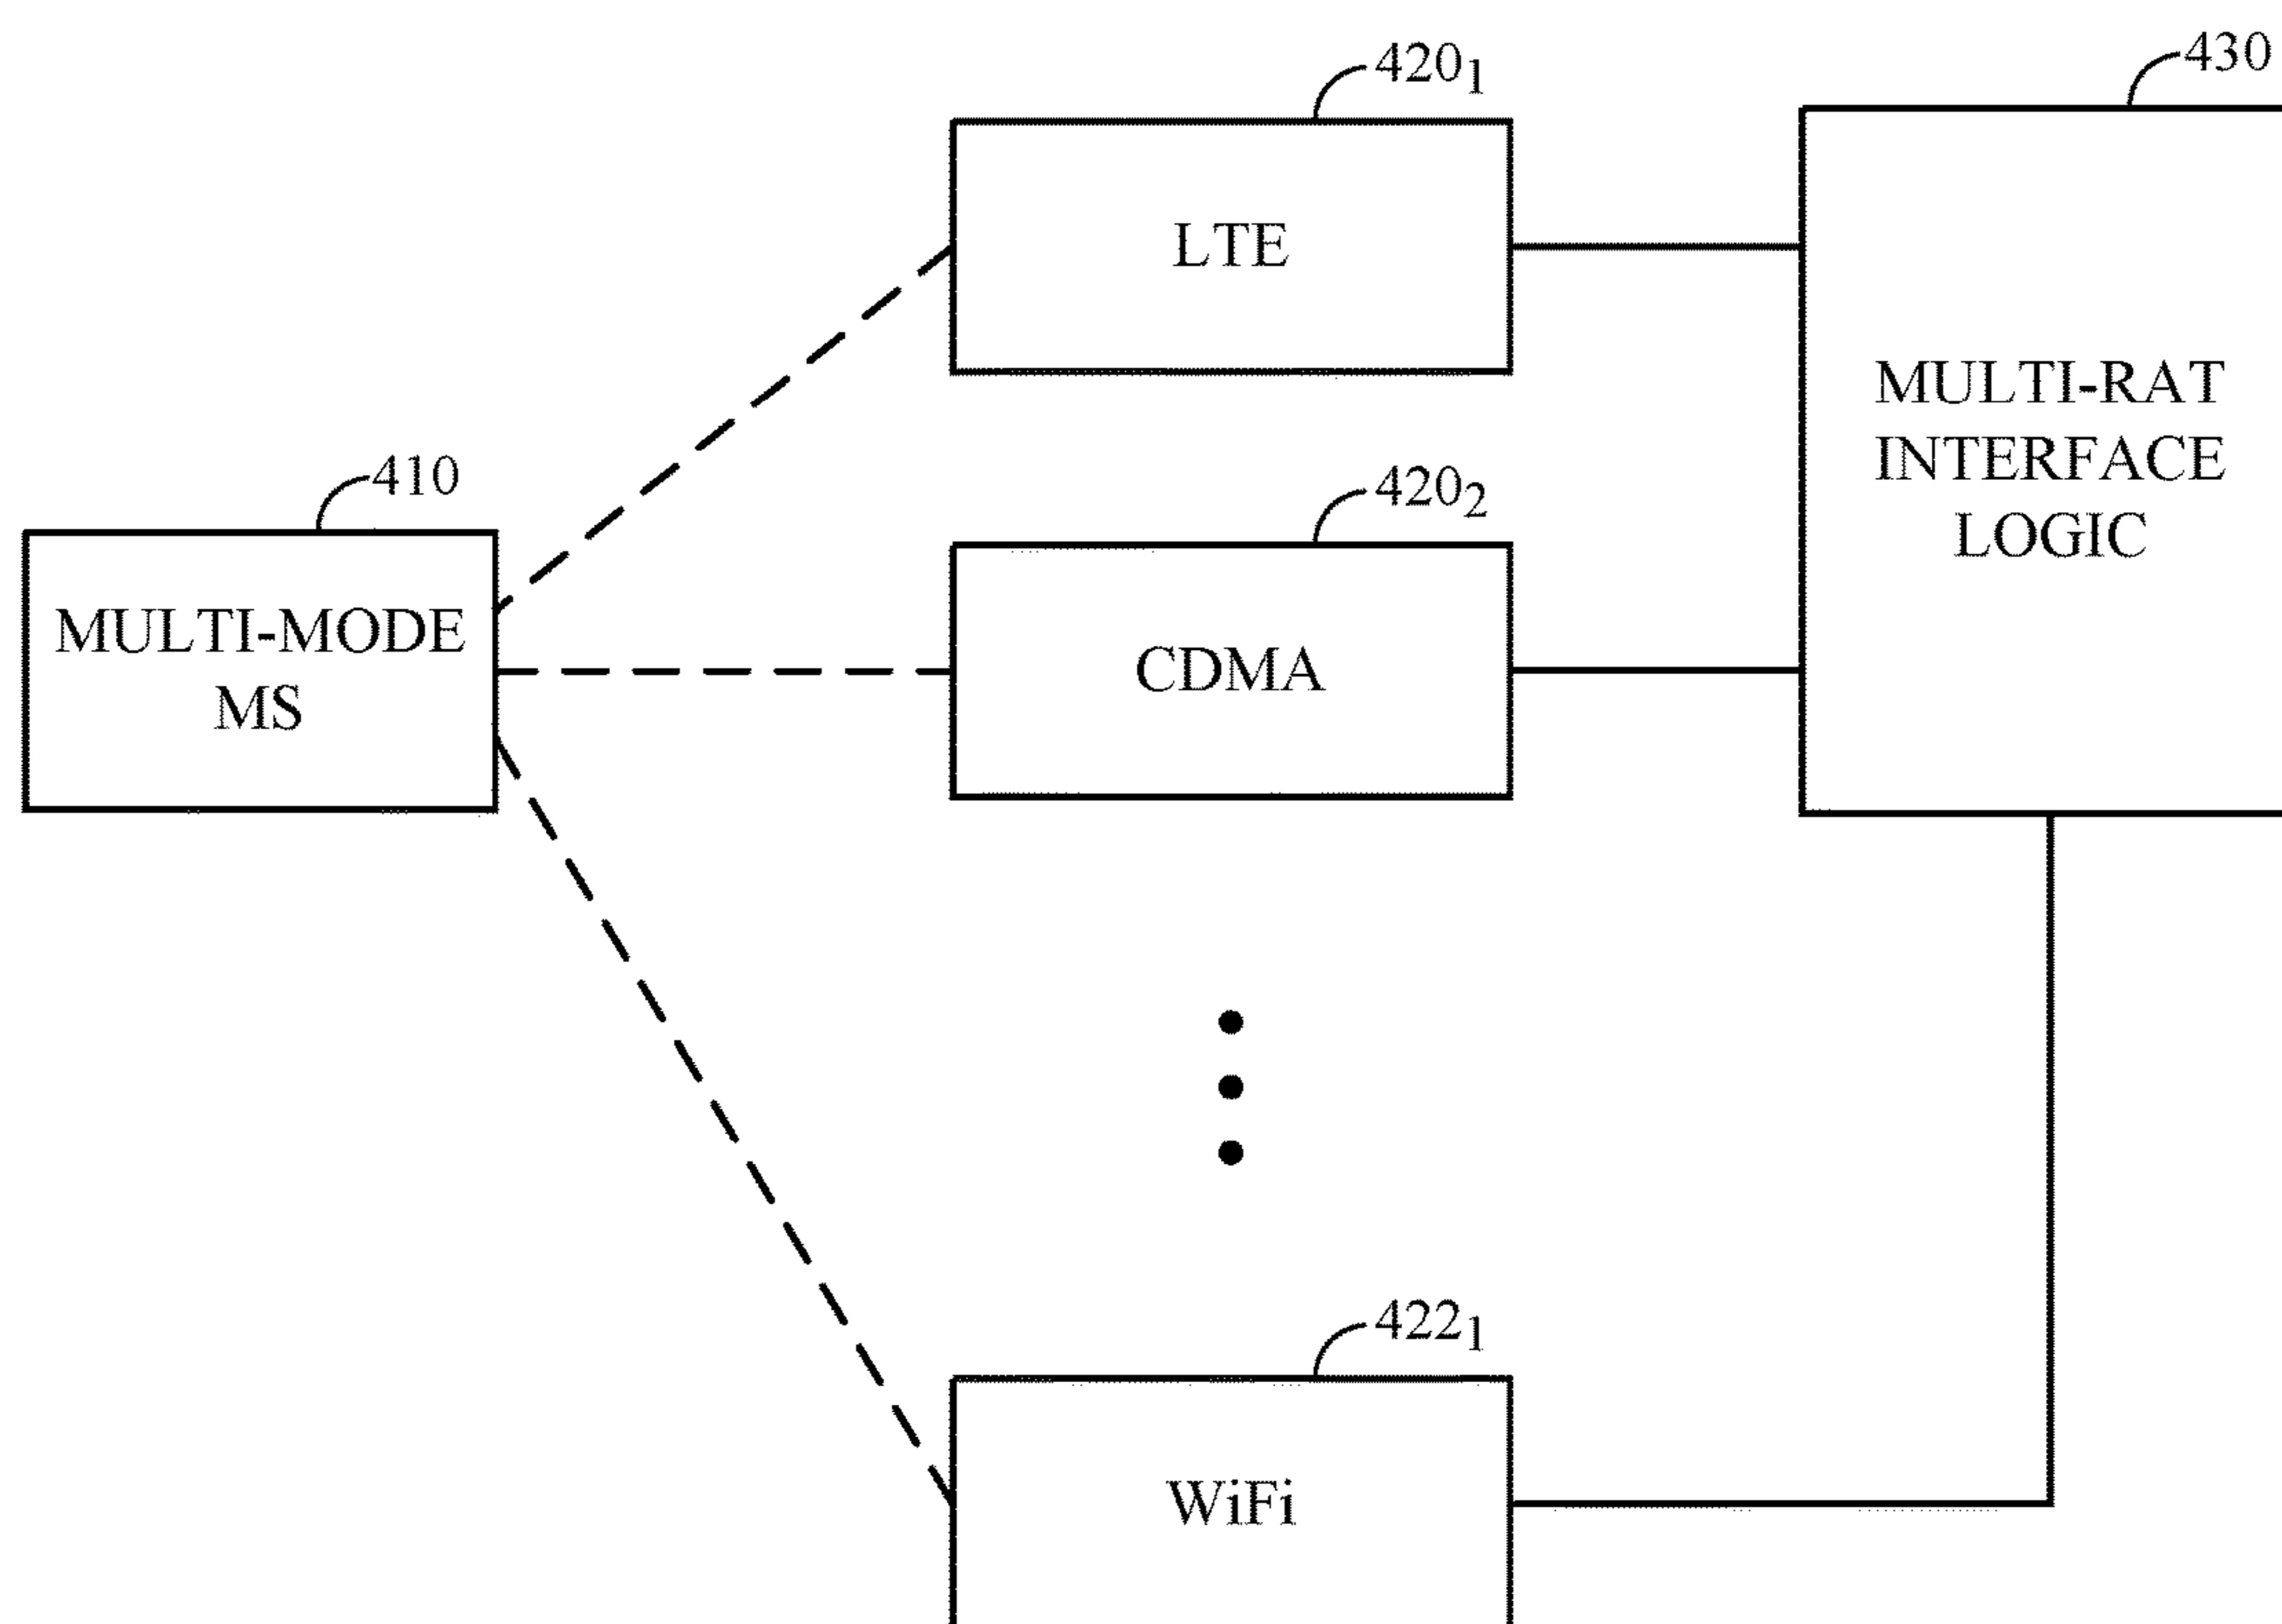 420₁
430
LTE
MULTI-RAT
INTERFACE
LOGIC
410
420₂
MULTI-MODE
MS
CDMA
422₁
WiFi